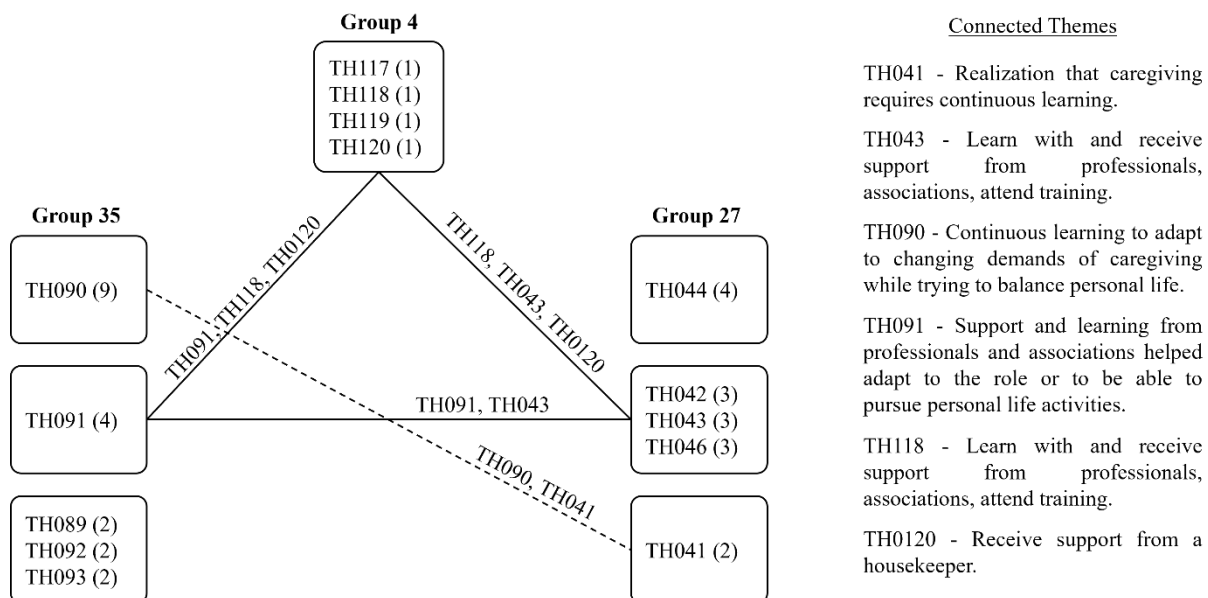 Group 4
TH117 (1)
TH118 (1)
TH119 (1)
TH120 (1)
Group 35
TH090 (9)
TH091 (4)
TH089 (2)
TH092 (2)
TH093 (2)
TH091, TH118, TH0120
TH118, TH043, TH0120
TH091, TH043
TH090, TH041
Group 27
TH044 (4)
TH042 (3)
TH043 (3)
TH046 (3)
TH041 (2)
Connected Themes
TH041 - Realization that caregiving
requires continuous learning.
TH043 - Learn with and receive
support from professionals,
associations, attend training.
TH090 - Continuous learning to adapt
to changing demands of caregiving
while trying to balance personal life.
TH091 - Support and learning from
professionals and associations helped
adapt to the role or to be able to
pursue personal life activities.
TH118 - Learn with and receive
support from professionals,
associations, attend training.
TH0120 - Receive support from a
housekeeper.